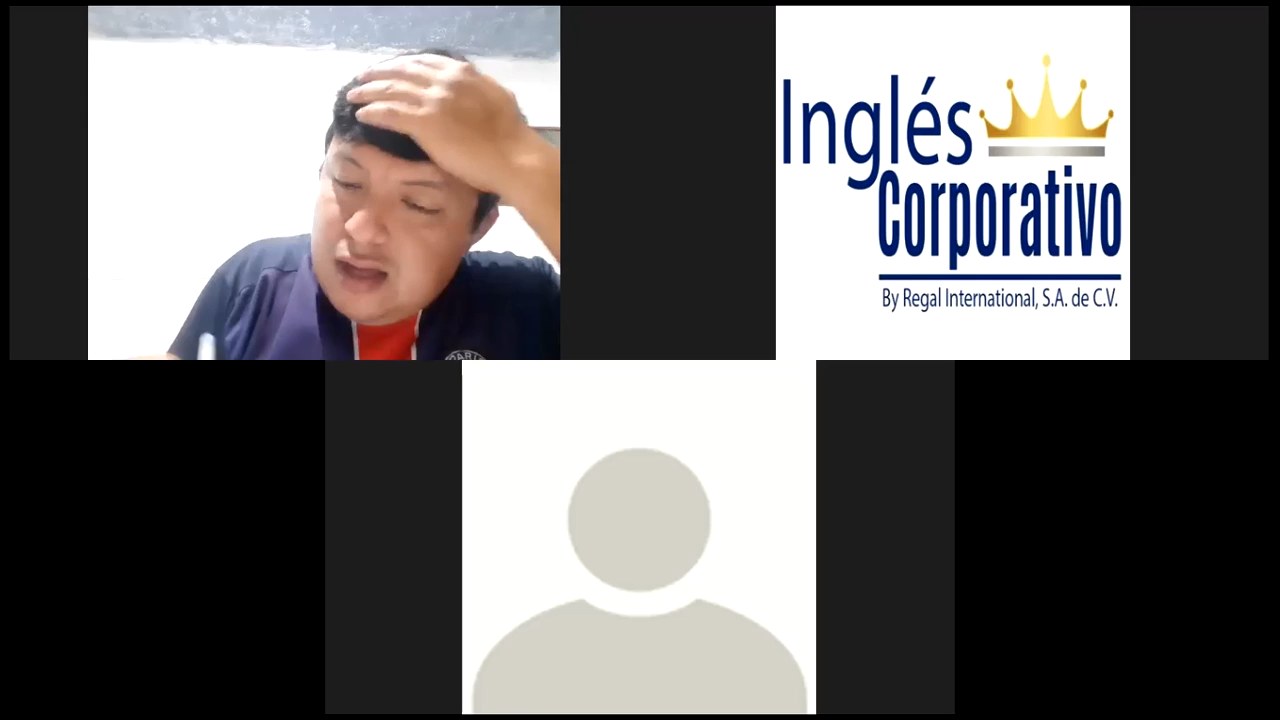 Inglés
Corporativo
By Regal International, S.A. de C.V.